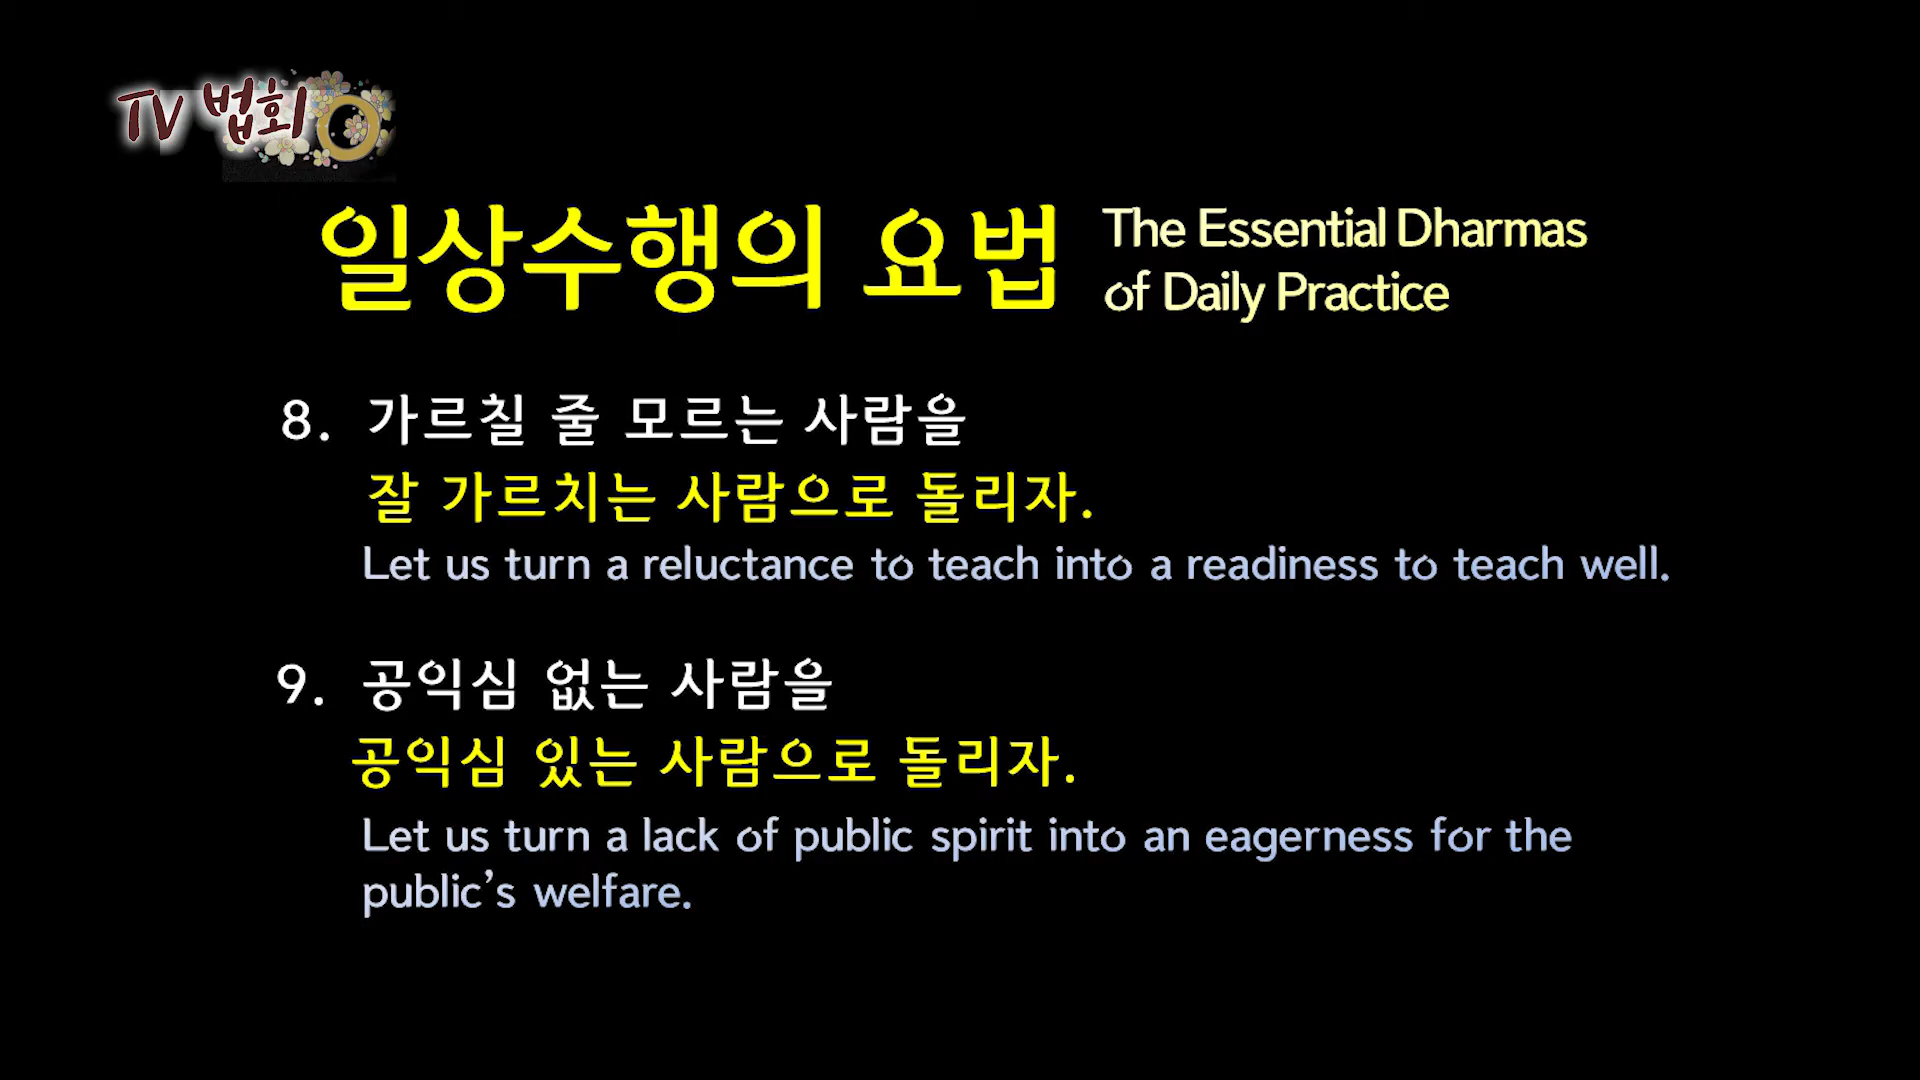 TV 법회
일상수행의 요법
The Essential Dharmas
of Daily Practice
8. 가르칠 줄 모르는 사람을
잘 가르치는 사람으로 돌리자.
Let us turn a reluctance to teach into a readiness to teach well.
9. 공익심 없는 사람을
공익심 있는 사람으로 돌리자.
Let us turn a lack of public spirit into an eagerness for the
public’s welfare.